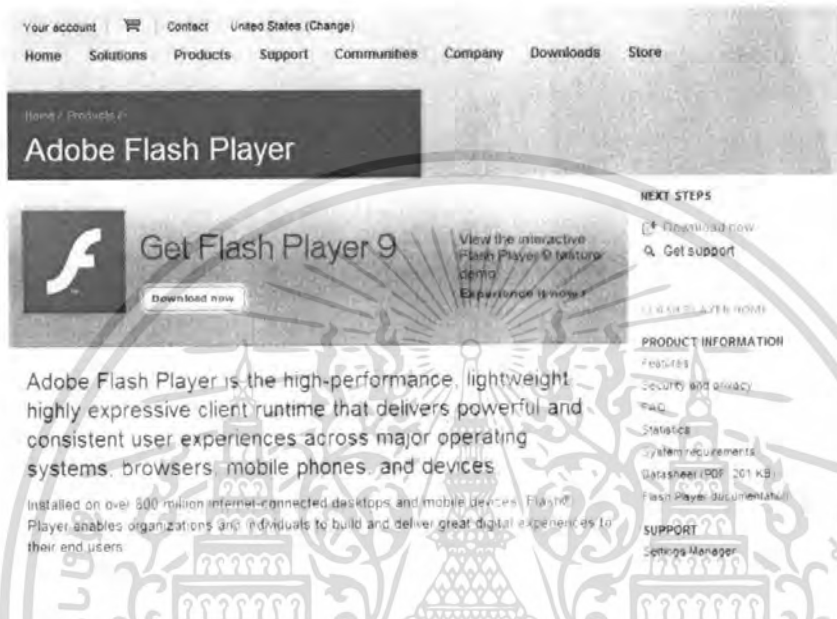 Your account | Contact United States (Change)
Home Solutions Products Support Communities Company Downloads Store
Home / Products /
Adobe Flash Player
Get Flash Player 9
Download now
View the interactive
Flash Player 9 feature
demo
Experience it now ›
Adobe Flash Player is the high-performance, lightweight
highly expressive client runtime that delivers powerful and
consistent user experiences across major operating
systems, browsers, mobile phones, and devices
Installed on over 800 million internet-connected desktops and mobile devices, Flash®
Player enables organizations and individuals to build and deliver great digital experiences to
their end users
NEXT STEPS
Download now
Get support
FLASH PLAYER HOME
PRODUCT INFORMATION
Features
Security and privacy
FAQ
Statistics
System requirements
Datasheet (PDF, 201 KB)
Flash Player documentation
SUPPORT
Settings Manager